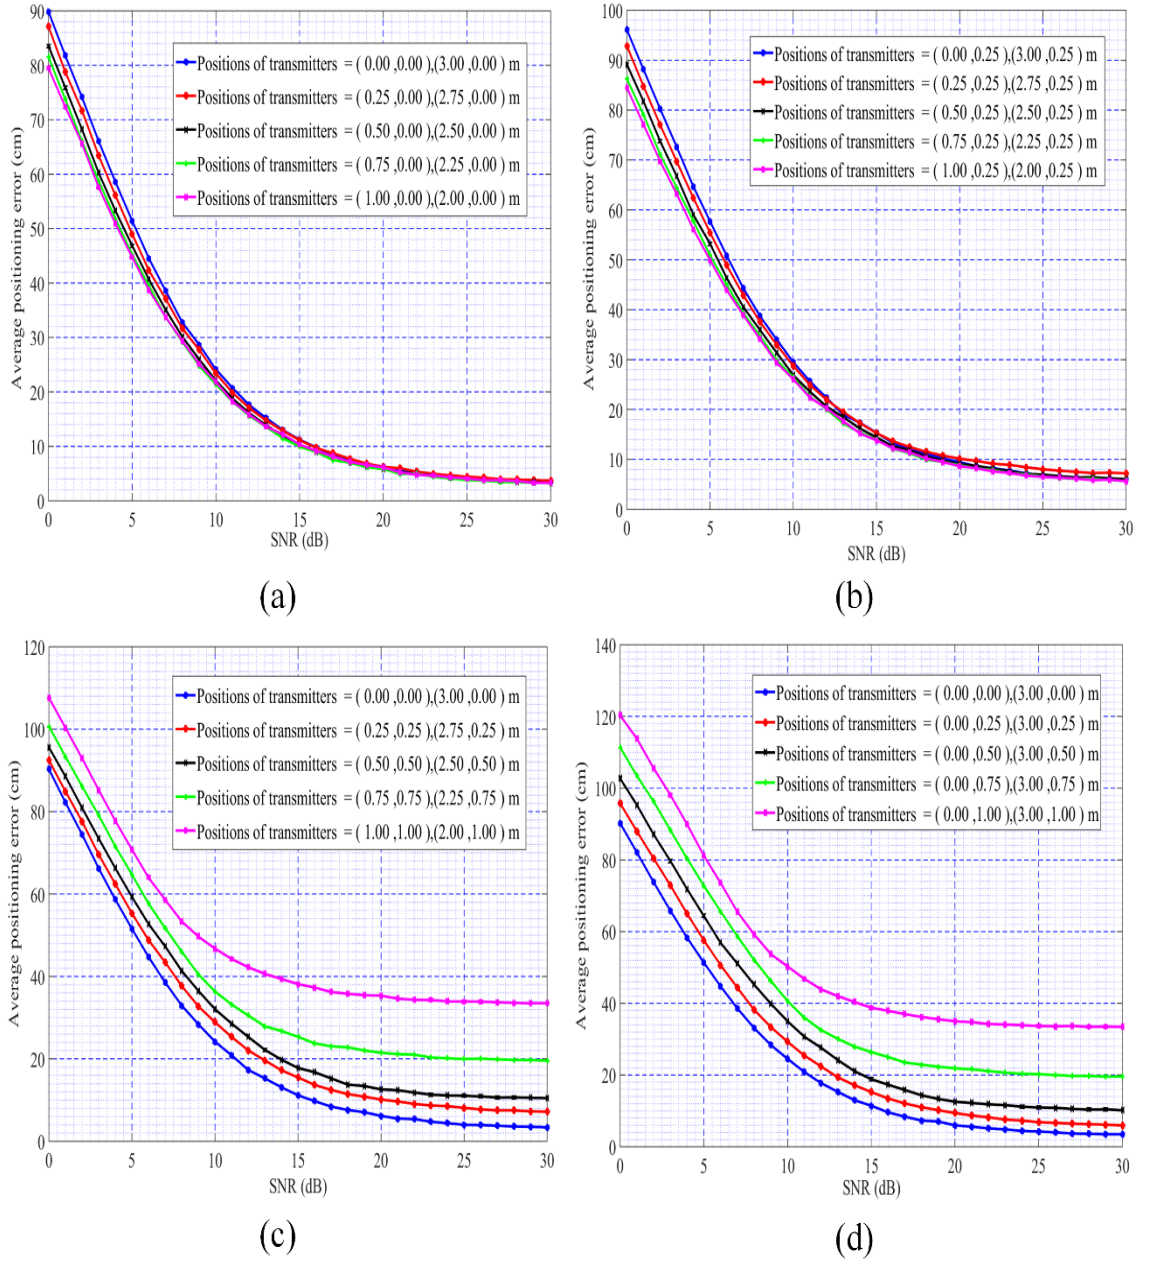 90
80
70
60
50
40
30
20
10
0
Average positioning error (cm)
Positions of transmitters = ( 0.00 ,0.00 ),(3.00 ,0.00 ) m
Positions of transmitters = ( 0.25 ,0.00 ),(2.75 ,0.00 ) m
Positions of transmitters = ( 0.50 ,0.00 ),(2.50 ,0.00 ) m
Positions of transmitters = ( 0.75 ,0.00 ),(2.25 ,0.00 ) m
Positions of transmitters = ( 1.00 ,0.00 ),(2.00 ,0.00 ) m
0 5 10 15 20 25 30
SNR (dB)
(a)
100
90
80
70
60
50
40
30
20
10
0
Average positioning error (cm)
Positions of transmitters = ( 0.00 ,0.25 ),(3.00 ,0.25 ) m
Positions of transmitters = ( 0.25 ,0.25 ),(2.75 ,0.25 ) m
Positions of transmitters = ( 0.50 ,0.25 ),(2.50 ,0.25 ) m
Positions of transmitters = ( 0.75 ,0.25 ),(2.25 ,0.25 ) m
Positions of transmitters = ( 1.00 ,0.25 ),(2.00 ,0.25 ) m
0 5 10 15 20 25 30
SNR (dB)
(b)
120
100
80
60
40
20
0
Average positioning error (cm)
Positions of transmitters = ( 0.00 ,0.00 ),(3.00 ,0.00 ) m
Positions of transmitters = ( 0.25 ,0.25 ),(2.75 ,0.25 ) m
Positions of transmitters = ( 0.50 ,0.50 ),(2.50 ,0.50 ) m
Positions of transmitters = ( 0.75 ,0.75 ),(2.25 ,0.75 ) m
Positions of transmitters = ( 1.00 ,1.00 ),(2.00 ,1.00 ) m
0 5 10 15 20 25 30
SNR (dB)
(c)
140
120
100
80
60
40
20
0
Average positioning error (cm)
Positions of transmitters = ( 0.00 ,0.00 ),(3.00 ,0.00 ) m
Positions of transmitters = ( 0.00 ,0.25 ),(3.00 ,0.25 ) m
Positions of transmitters = ( 0.00 ,0.50 ),(3.00 ,0.50 ) m
Positions of transmitters = ( 0.00 ,0.75 ),(3.00 ,0.75 ) m
Positions of transmitters = ( 0.00 ,1.00 ),(3.00 ,1.00 ) m
0 5 10 15 20 25 30
SNR (dB)
(d)